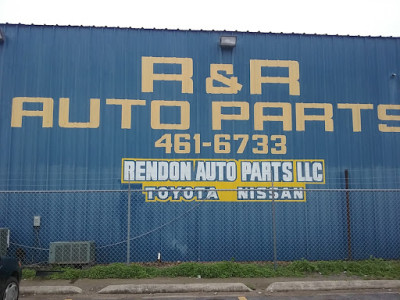 R & R
AUTO PARTS
461-6733
RENDON AUTO PARTS LLC
TOYOTA NISSAN